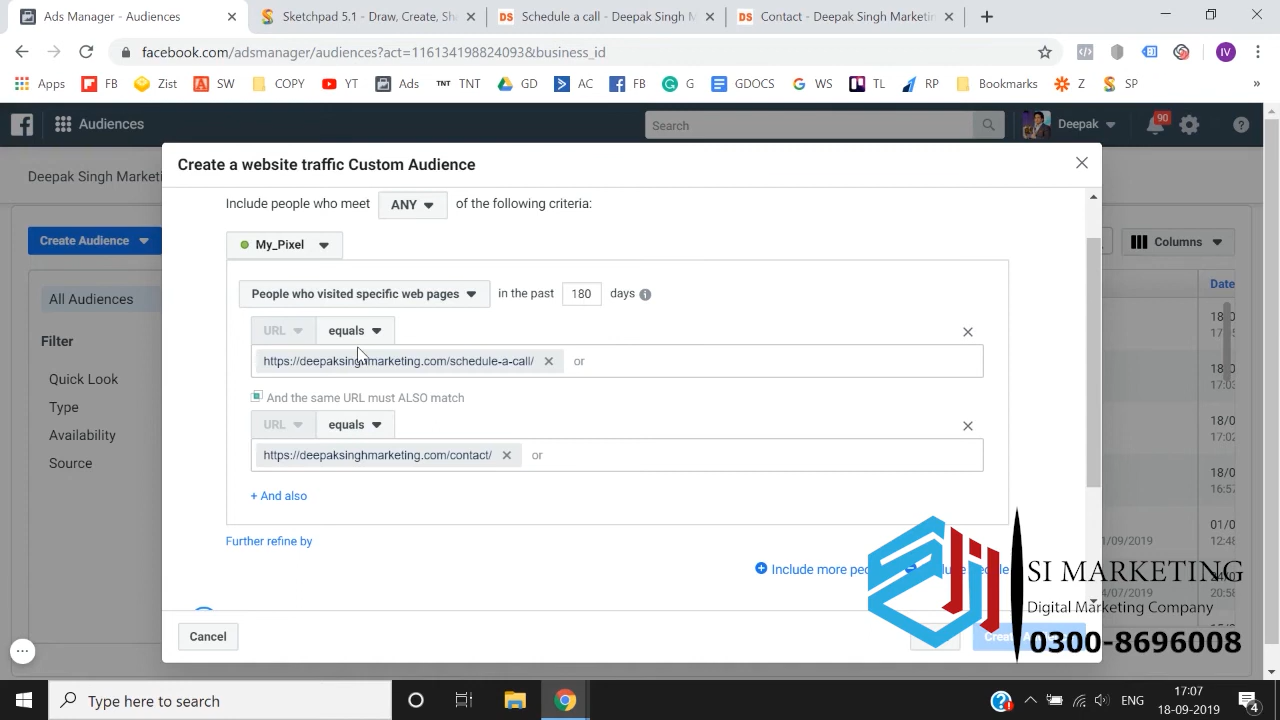 Ads Manager - Audiences
Sketchpad 5.1 - Draw, Create, Sha
DS Schedule a call - Deepak Singh M
DS Contact - Deepak Singh Marketin
facebook.com/adsmanager/audiences?act=116134198824093&business_id
IV
Apps FB Zist SW COPY YT Ads TNT TNT GD AC FB G GDOCS WS TL RP Bookmarks Z SP »
Audiences
Search
Deepak
90
Deepak Singh Marketi
Create a website traffic Custom Audience
Include people who meet ANY of the following criteria:
Create Audience
My_Pixel
Columns
All Audiences
People who visited specific web pages in the past 180 days
Date
Filter
URL equals
Quick Look
https://deepaksinghmarketing.com/schedule-a-call/ or
Type
And the same URL must ALSO match
Availability
URL equals
Source
https://deepaksinghmarketing.com/contact/ or
+ And also
Further refine by
Include more peo
SI MARKETING
Digital Marketing Company
0300-8696008
Cancel
Type here to search
ENG
17:07
18-09-2019
4